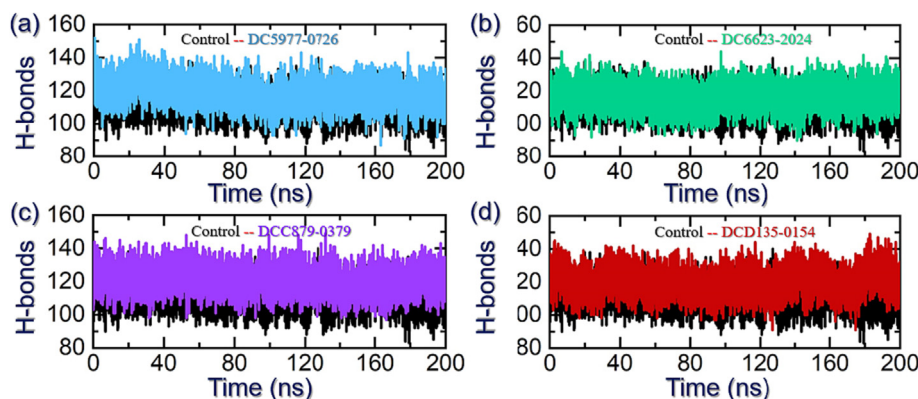 (a)
160
140
120
100
80
H-bonds
Control -- DC5977-0726
0 40 80 120 160 200
Time (ns)
(b)
60
40
20
00
80
H-bonds
Control -- DC6623-2024
0 40 80 120 160 200
Time (ns)
(c)
160
140
120
100
80
H-bonds
Control -- DCC879-0379
0 40 80 120 160 200
Time (ns)
(d)
60
40
20
00
80
H-bonds
Control -- DCD135-0154
0 40 80 120 160 200
Time (ns)